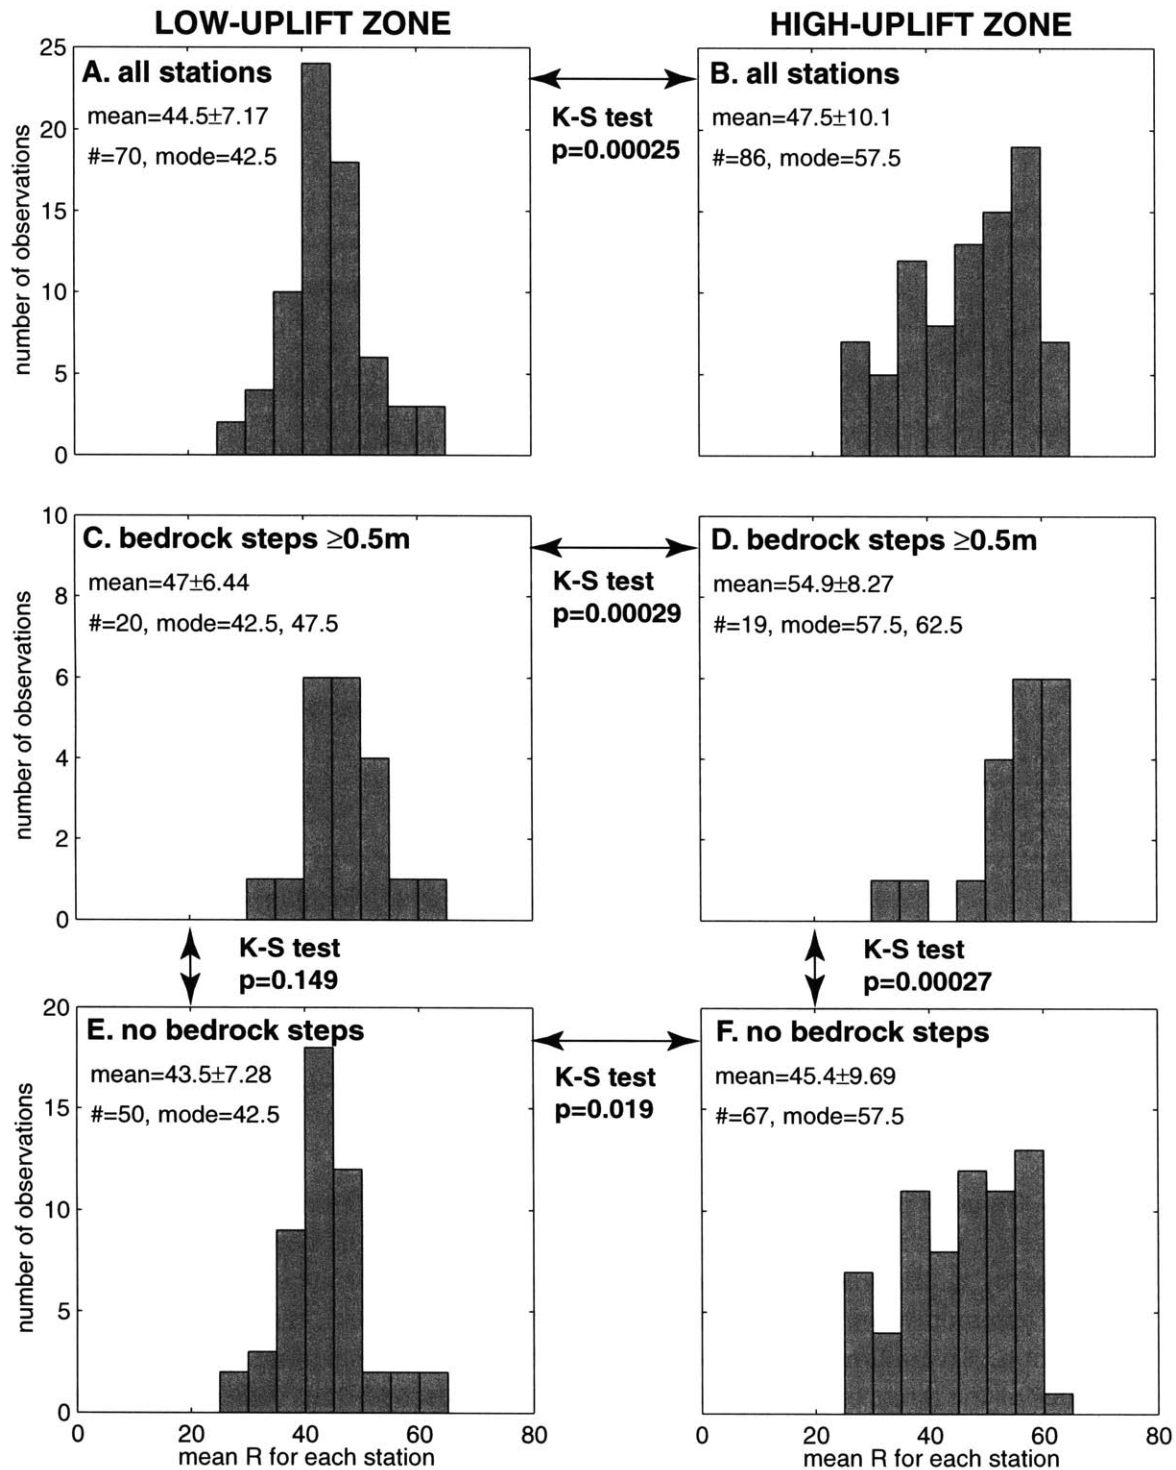 LOW-UPLIFT ZONE
HIGH-UPLIFT ZONE
A. all stations
mean=44.5±7.17
#=70, mode=42.5
number of observations
25
20
15
10
5
0
K-S test
p=0.00025
B. all stations
mean=47.5±10.1
#=86, mode=57.5
C. bedrock steps ≥0.5m
mean=47±6.44
#=20, mode=42.5, 47.5
number of observations
10
8
6
4
2
0
K-S test
p=0.00029
D. bedrock steps ≥0.5m
mean=54.9±8.27
#=19, mode=57.5, 62.5
K-S test
p=0.149
K-S test
p=0.00027
E. no bedrock steps
mean=43.5±7.28
#=50, mode=42.5
number of observations
20
15
10
5
0
K-S test
p=0.019
F. no bedrock steps
mean=45.4±9.69
#=67, mode=57.5
0 20 40 60 80
mean R for each station
0 20 40 60 80
mean R for each station